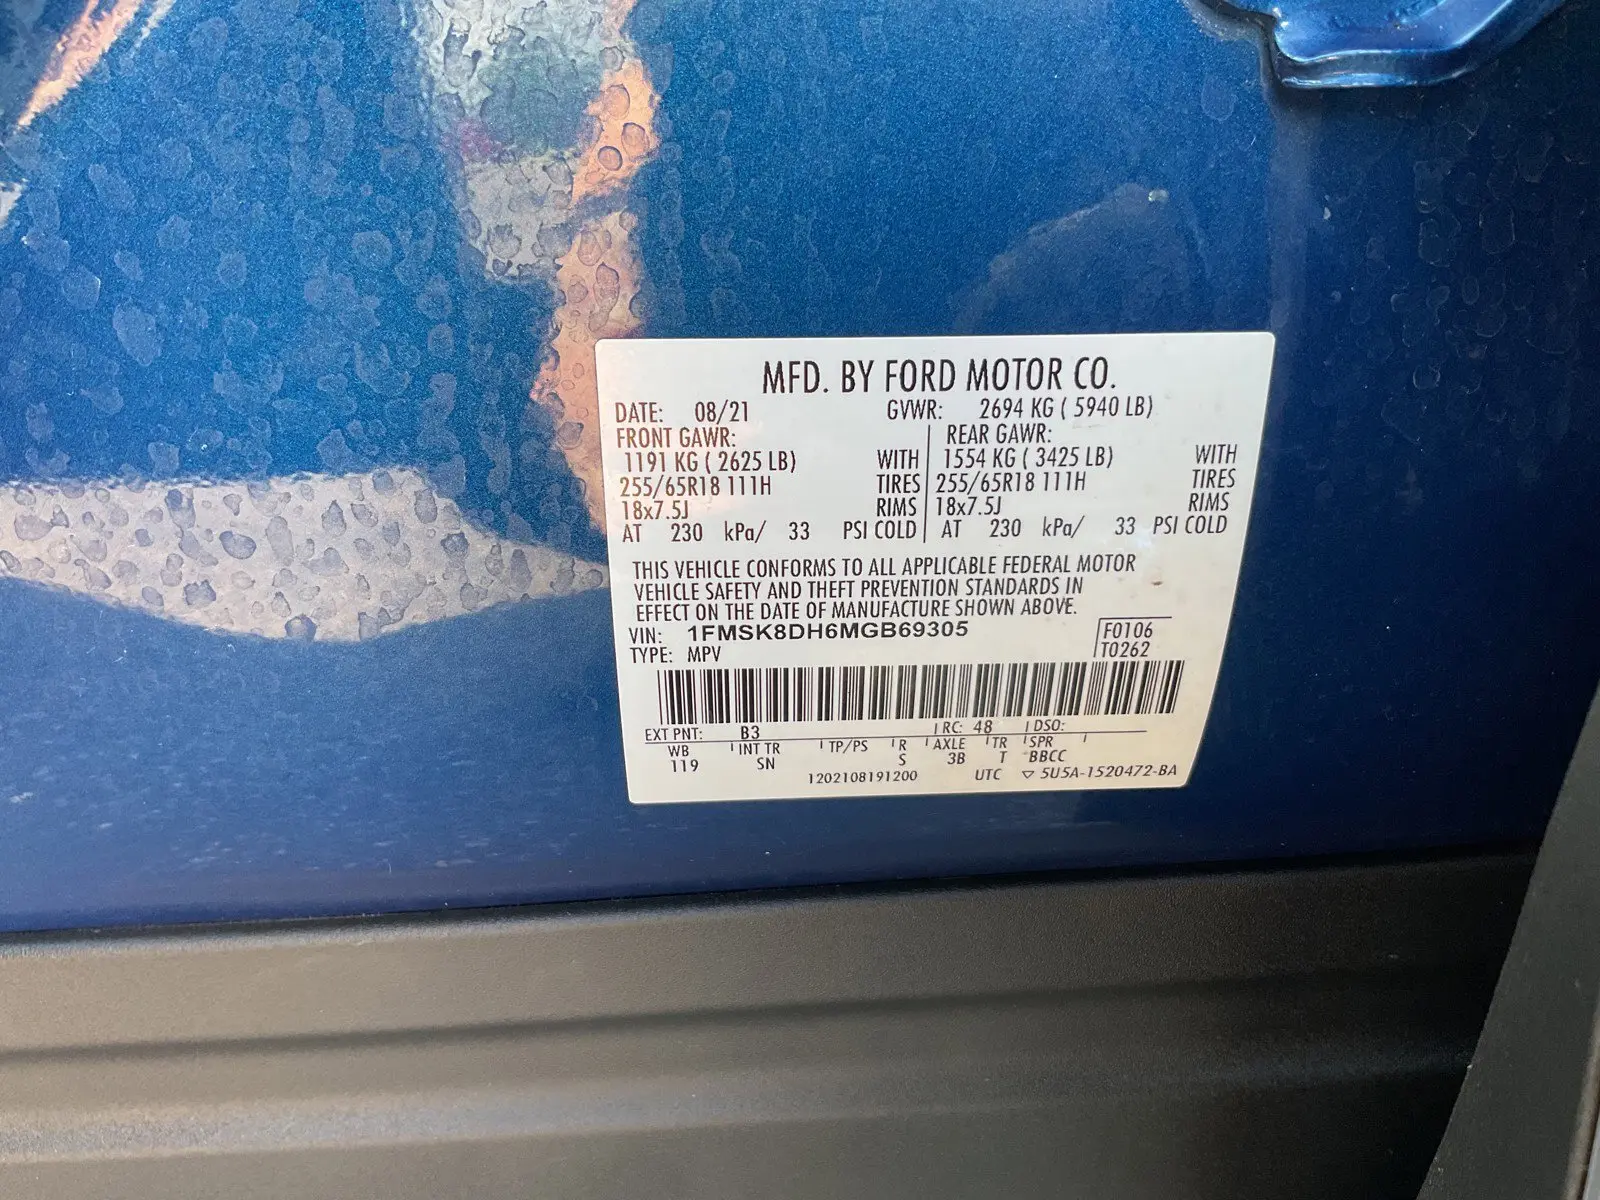 MFD. BY FORD MOTOR CO.
DATE: 08/21 GVWR: 2694 KG ( 5940 LB)
FRONT GAWR: REAR GAWR:
1191 KG ( 2625 LB) WITH 1554 KG ( 3425 LB) WITH
255/65R18 111H TIRES 255/65R18 111H TIRES
18x7.5J RIMS 18x7.5J RIMS
AT 230 kPa/ 33 PSI COLD AT 230 kPa/ 33 PSI COLD
THIS VEHICLE CONFORMS TO ALL APPLICABLE FEDERAL MOTOR
VEHICLE SAFETY AND THEFT PREVENTION STANDARDS IN
EFFECT ON THE DATE OF MANUFACTURE SHOWN ABOVE.
VIN: 1FMSK8DH6MGB69305 F0106
TYPE: MPV T0262
EXT PNT: B3 RC: 48 DSO:
WB INT TR TP/PS R AXLE TR SPR
119 SN S 3B T BBCC
1202108191200 UTC ▽ 5U5A-1520472-BA